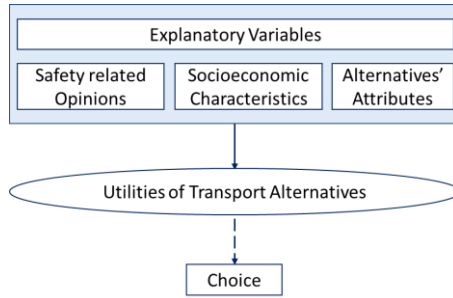 Explanatory Variables
Safety related
Opinions
Socioeconomic
Characteristics
Alternatives'
Attributes
Utilities of Transport Alternatives
Choice